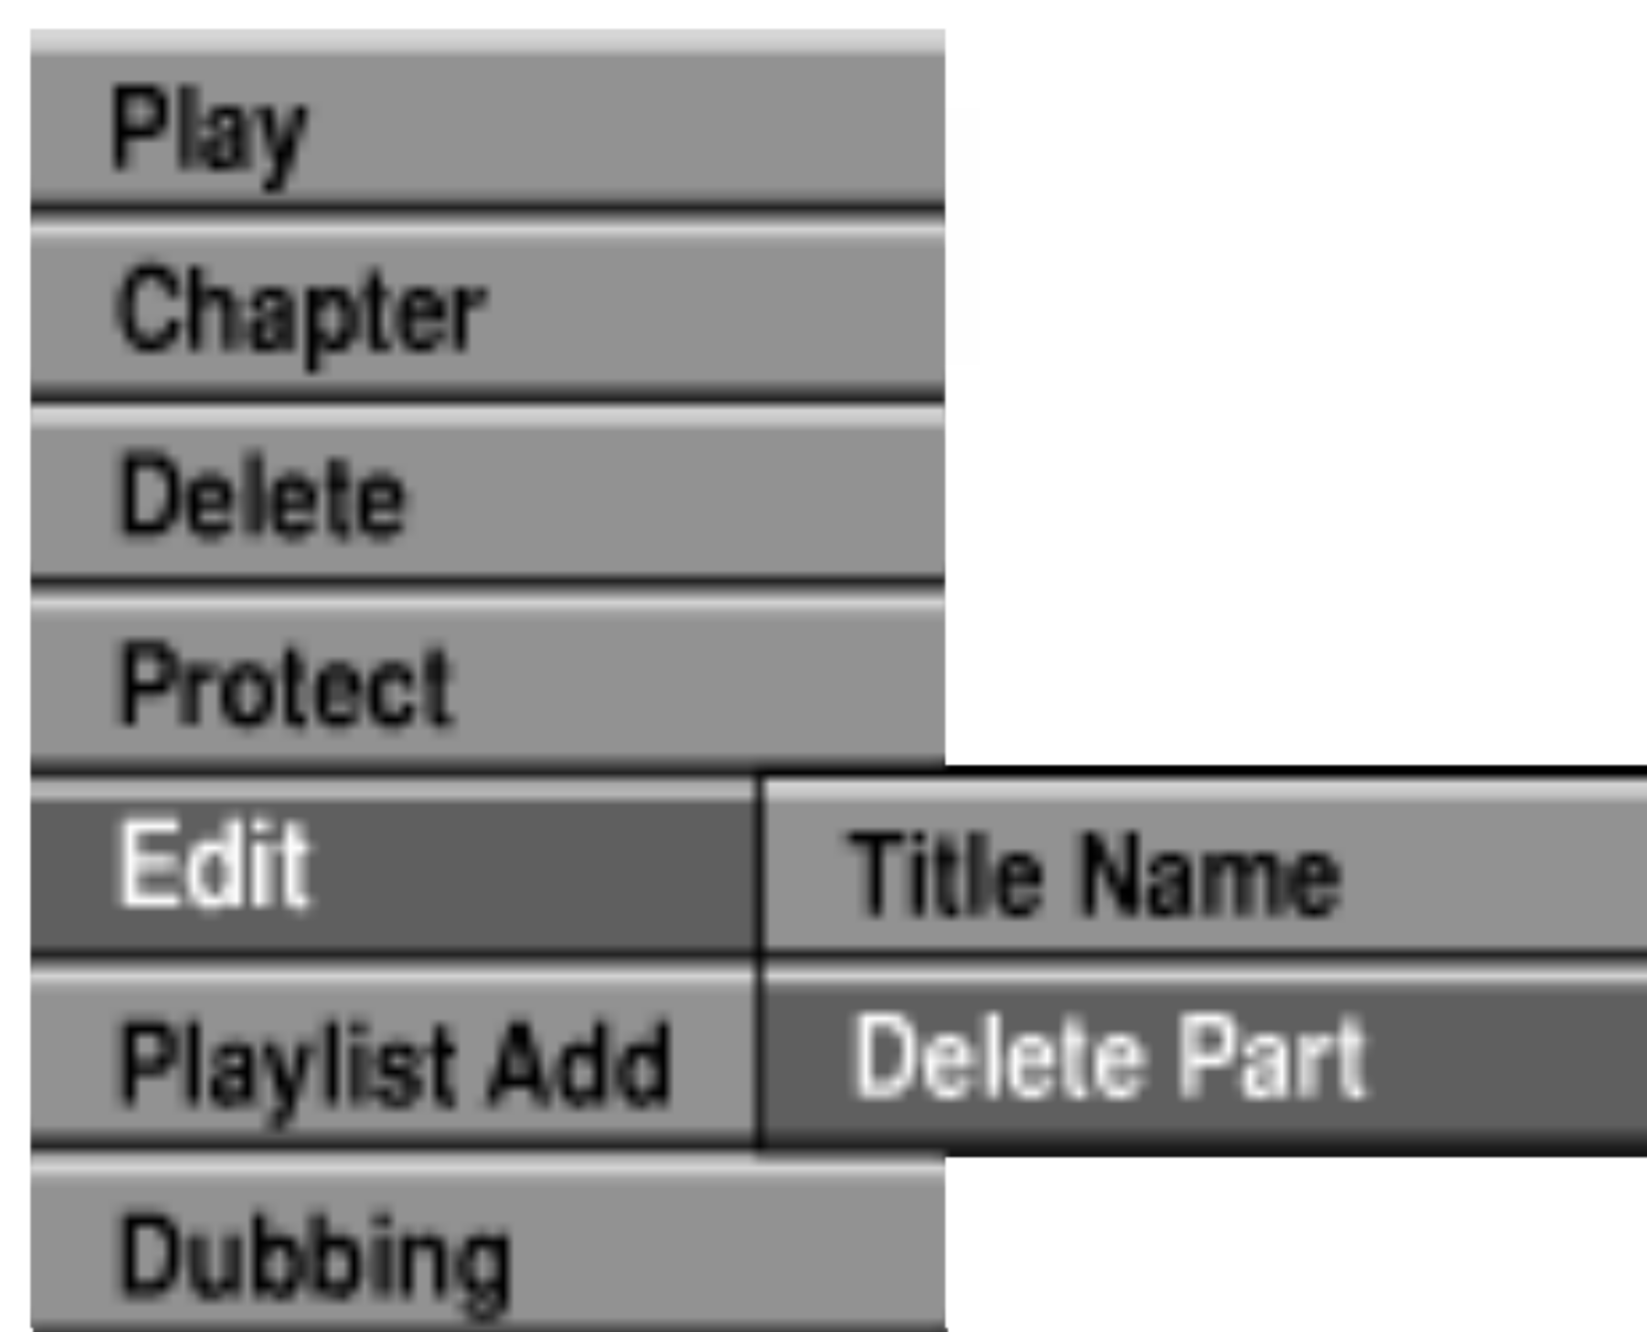 Play
Chapter
Delete
Protect
Edit
Title Name
Playlist Add
Delete Part
Dubbing